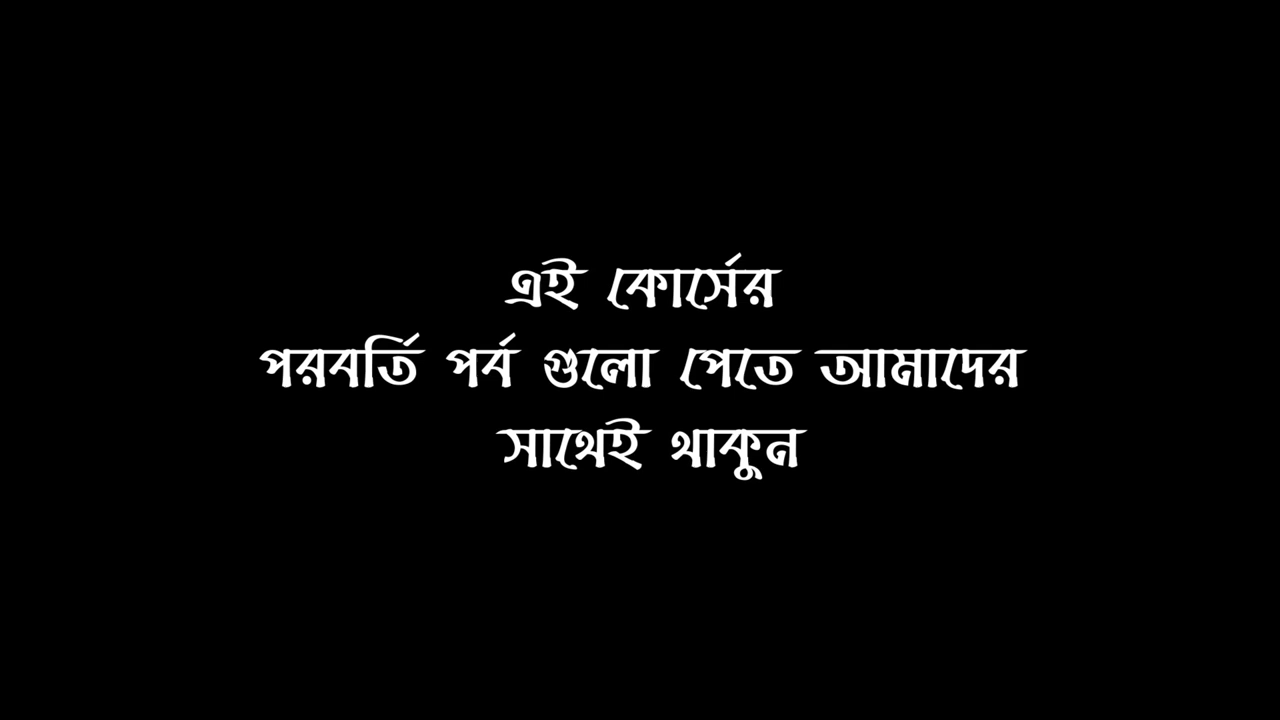 এই কোর্সের
পরবর্তি পর্ব গুলো পেতে আমাদের
সাথেই থাকুন